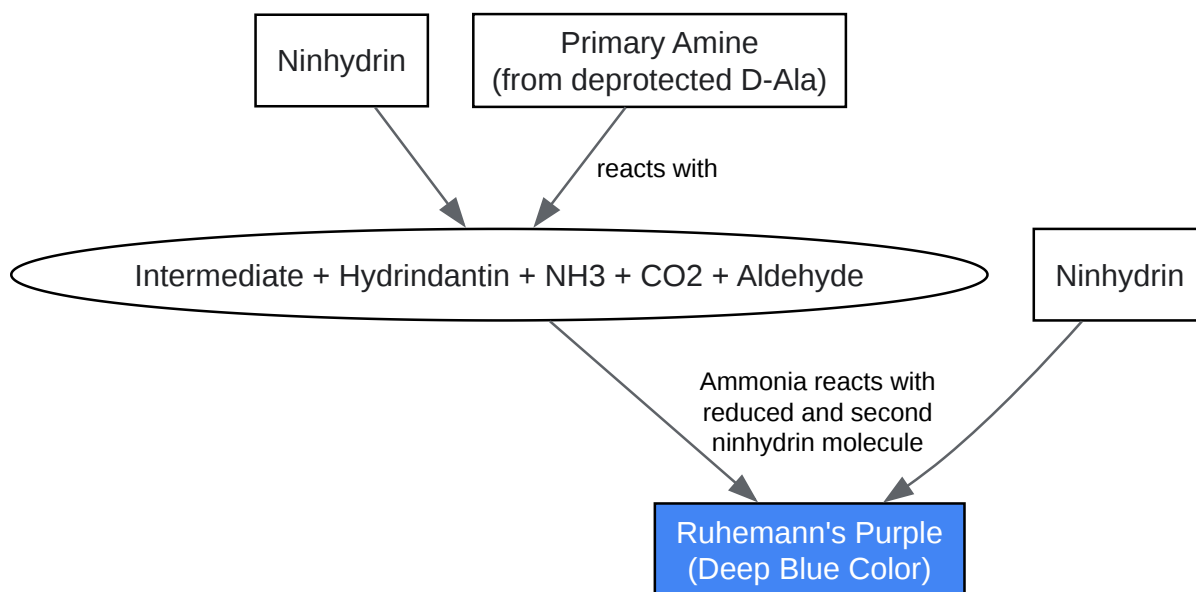 Ninhydrin
Primary Amine
(from deprotected D-Ala)
reacts with
Intermediate + Hydrindantin + NH3 + CO2 + Aldehyde
Ninhydrin
Ammonia reacts with
reduced and second
ninhydrin molecule
Ruhemann's Purple
(Deep Blue Color)